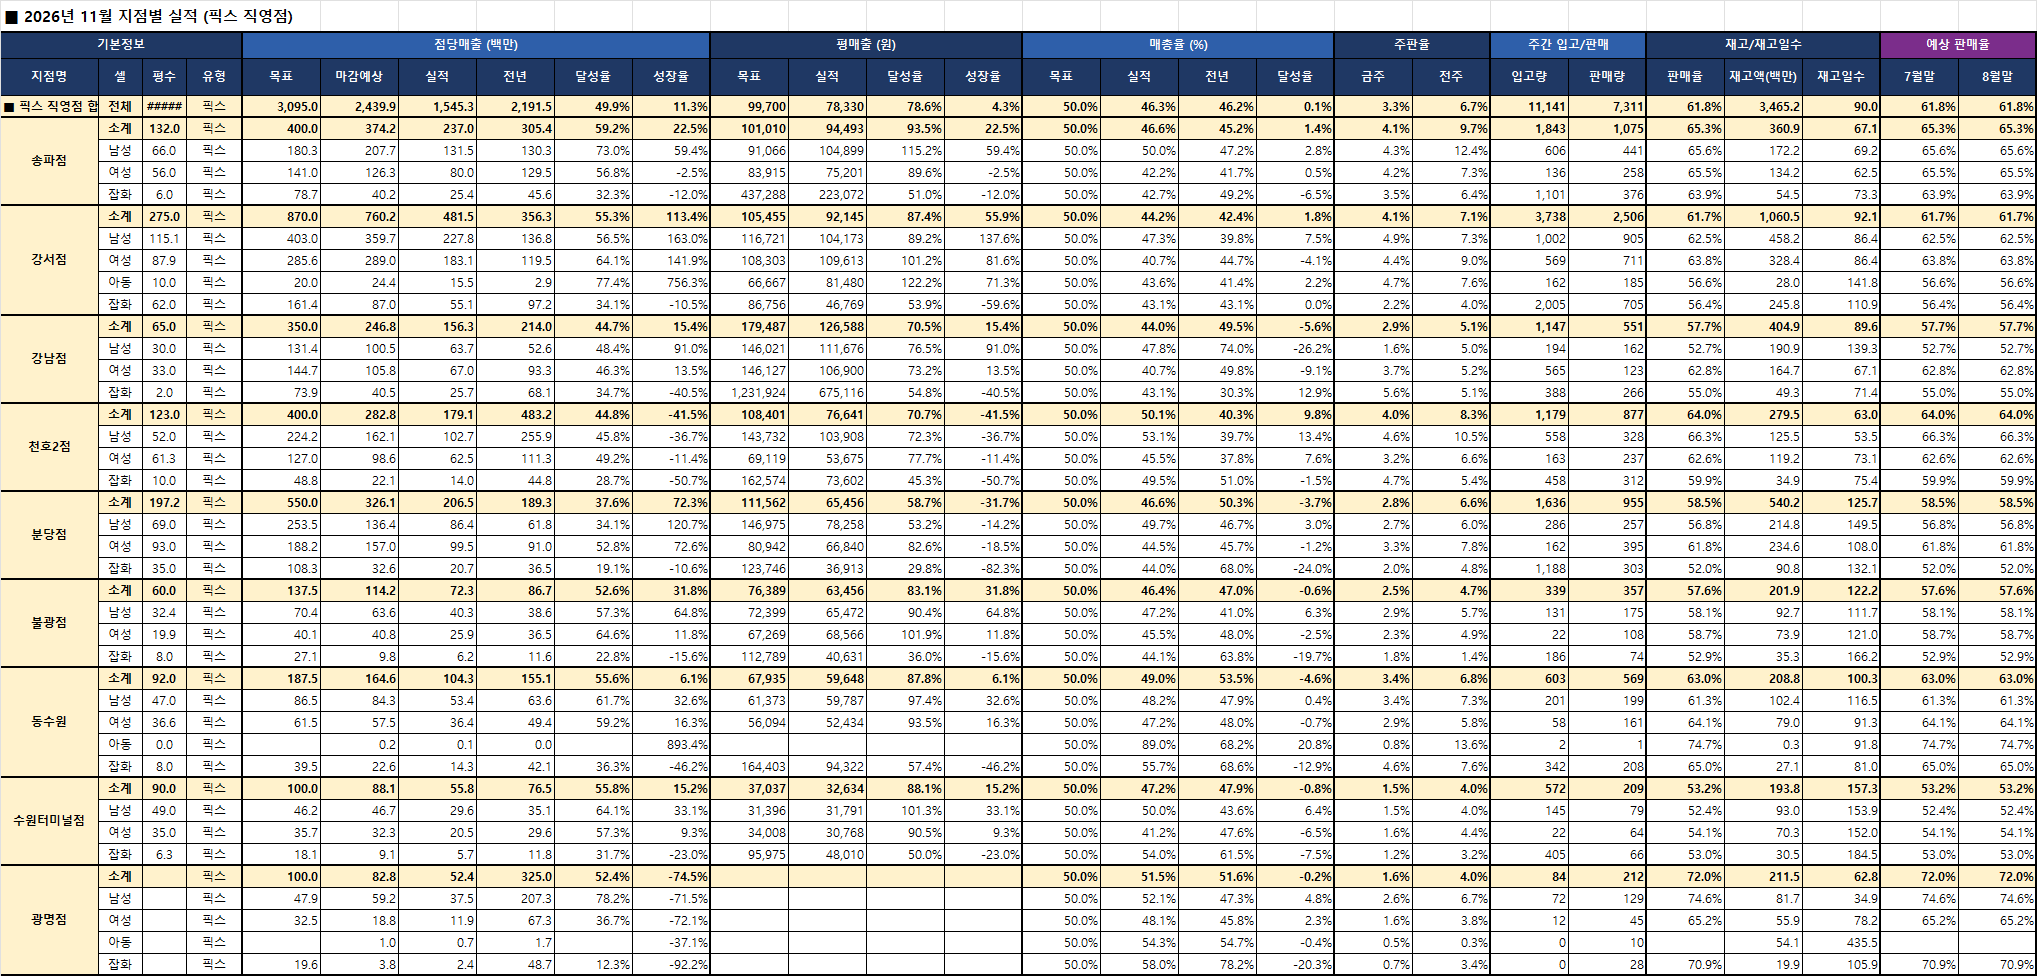 ■ 2026년 11월 지점별 실적 (픽스 직영점)
기본정보 점당매출 (백만) 평매출 (원) 매총율 (%) 주판율 주간 입고/판매 재고/재고일수 예상 판매율
지점명 셀 평수 유형 목표 마감예상 실적 전년 달성율 성장율 목표 실적 달성율 성장율 목표 실적 전년 달성율 금주 전주 입고량 판매량 판매율 재고액(백만) 재고일수 7월말 8월말
■ 픽스 직영점 합 전체 ##### 픽스 3,095.0 2,439.9 1,545.3 2,191.5 49.9% 11.3% 99,700 78,330 78.6% 4.3% 50.0% 46.3% 46.2% 0.1% 3.3% 6.7% 11,141 7,311 61.8% 3,465.2 90.0 61.8% 61.8%
소계 132.0 픽스 400.0 374.2 237.0 305.4 59.2% 22.5% 101,010 94,493 93.5% 22.5% 50.0% 46.6% 45.2% 1.4% 4.1% 9.7% 1,843 1,075 65.3% 360.9 67.1 65.3% 65.3%
송파점 남성 66.0 픽스 180.3 207.7 131.5 130.3 73.0% 59.4% 91,066 104,899 115.2% 59.4% 50.0% 50.0% 47.2% 2.8% 4.3% 12.4% 606 441 65.6% 172.2 69.2 65.6% 65.6%
여성 56.0 픽스 141.0 126.3 80.0 129.5 56.8% -2.5% 83,915 75,201 89.6% -2.5% 50.0% 42.2% 41.7% 0.5% 4.2% 7.3% 136 258 65.5% 134.2 62.5 65.5% 65.5%
잡화 6.0 픽스 78.7 40.2 25.4 45.6 32.3% -12.0% 437,288 223,072 51.0% -12.0% 50.0% 42.7% 49.2% -6.5% 3.5% 6.4% 1,101 376 63.9% 54.5 73.3 63.9% 63.9%
소계 275.0 픽스 870.0 760.2 481.5 356.3 55.3% 113.4% 105,455 92,145 87.4% 55.9% 50.0% 44.2% 42.4% 1.8% 4.1% 7.1% 3,738 2,506 61.7% 1,060.5 92.1 61.7% 61.7%
남성 115.1 픽스 403.0 359.7 227.8 136.8 56.5% 163.0% 116,721 104,173 89.2% 137.6% 50.0% 47.3% 39.8% 7.5% 4.9% 7.3% 1,002 905 62.5% 458.2 86.4 62.5% 62.5%
강서점 여성 87.9 픽스 285.6 289.0 183.1 119.5 64.1% 141.9% 108,303 109,613 101.2% 81.6% 50.0% 40.7% 44.7% -4.1% 4.4% 9.0% 569 711 63.8% 328.4 86.4 63.8% 63.8%
아동 10.0 픽스 20.0 24.4 15.5 2.9 77.4% 756.3% 66,667 81,480 122.2% 71.3% 50.0% 43.6% 41.4% 2.2% 4.7% 7.6% 162 185 56.6% 28.0 141.8 56.6% 56.6%
잡화 62.0 픽스 161.4 87.0 55.1 97.2 34.1% -10.5% 86,756 46,769 53.9% -59.6% 50.0% 43.1% 43.1% 0.0% 2.2% 4.0% 2,005 705 56.4% 245.8 110.9 56.4% 56.4%
소계 65.0 픽스 350.0 246.8 156.3 214.0 44.7% 15.4% 179,487 126,588 70.5% 15.4% 50.0% 44.0% 49.5% -5.6% 2.9% 5.1% 1,147 551 57.7% 404.9 89.6 57.7% 57.7%
강남점 남성 30.0 픽스 131.4 100.5 63.7 52.6 48.4% 91.0% 146,021 111,676 76.5% 91.0% 50.0% 47.8% 74.0% -26.2% 1.6% 5.0% 194 162 52.7% 190.9 139.3 52.7% 52.7%
여성 33.0 픽스 144.7 105.8 67.0 93.3 46.3% 13.5% 146,127 106,900 73.2% 13.5% 50.0% 40.7% 49.8% -9.1% 3.7% 5.2% 565 123 62.8% 164.7 67.1 62.8% 62.8%
잡화 2.0 픽스 73.9 40.5 25.7 68.1 34.7% -40.5% 1,231,924 675,116 54.8% -40.5% 50.0% 43.1% 30.3% 12.9% 5.6% 5.1% 388 266 55.0% 49.3 71.4 55.0% 55.0%
소계 123.0 픽스 400.0 282.8 179.1 483.2 44.8% -41.5% 108,401 76,641 70.7% -41.5% 50.0% 50.1% 40.3% 9.8% 4.0% 8.3% 1,179 877 64.0% 279.5 63.0 64.0% 64.0%
천호2점 남성 52.0 픽스 224.2 162.1 102.7 255.9 45.8% -36.7% 143,732 103,908 72.3% -36.7% 50.0% 53.1% 39.7% 13.4% 4.6% 10.5% 558 328 66.3% 125.5 53.5 66.3% 66.3%
여성 61.3 픽스 127.0 98.6 62.5 111.3 49.2% -11.4% 69,119 53,675 77.7% -11.4% 50.0% 45.5% 37.8% 7.6% 3.2% 6.6% 163 237 62.6% 119.2 73.1 62.6% 62.6%
잡화 10.0 픽스 48.8 22.1 14.0 44.8 28.7% -50.7% 162,574 73,602 45.3% -50.7% 50.0% 49.5% 51.0% -1.5% 4.7% 5.4% 458 312 59.9% 34.9 75.4 59.9% 59.9%
소계 197.2 픽스 550.0 326.1 206.5 189.3 37.6% 72.3% 111,562 65,456 58.7% -31.7% 50.0% 46.6% 50.3% -3.7% 2.8% 6.6% 1,636 955 58.5% 540.2 125.7 58.5% 58.5%
분당점 남성 69.0 픽스 253.5 136.4 86.4 61.8 34.1% 120.7% 146,975 78,258 53.2% -14.2% 50.0% 49.7% 46.7% 3.0% 2.7% 6.0% 286 257 56.8% 214.8 149.5 56.8% 56.8%
여성 93.0 픽스 188.2 157.0 99.5 91.0 52.8% 72.6% 80,942 66,840 82.6% -18.5% 50.0% 44.5% 45.7% -1.2% 3.3% 7.8% 162 395 61.8% 234.6 108.0 61.8% 61.8%
잡화 35.0 픽스 108.3 32.6 20.7 36.5 19.1% -10.6% 123,746 36,913 29.8% -82.3% 50.0% 44.0% 68.0% -24.0% 2.0% 4.8% 1,188 303 52.0% 90.8 132.1 52.0% 52.0%
소계 60.0 픽스 137.5 114.2 72.3 86.7 52.6% 31.8% 76,389 63,456 83.1% 31.8% 50.0% 46.4% 47.0% -0.6% 2.5% 4.7% 339 357 57.6% 201.9 122.2 57.6% 57.6%
불광점 남성 32.4 픽스 70.4 63.6 40.3 38.6 57.3% 64.8% 72,399 65,472 90.4% 64.8% 50.0% 47.2% 41.0% 6.3% 2.9% 5.7% 131 175 58.1% 92.7 111.7 58.1% 58.1%
여성 19.9 픽스 40.1 40.8 25.9 36.5 64.6% 11.8% 67,269 68,566 101.9% 11.8% 50.0% 45.5% 48.0% -2.5% 2.3% 4.9% 22 108 58.7% 73.9 121.0 58.7% 58.7%
잡화 8.0 픽스 27.1 9.8 6.2 11.6 22.8% -15.6% 112,789 40,631 36.0% -15.6% 50.0% 44.1% 63.8% -19.7% 1.8% 1.4% 186 74 52.9% 35.3 166.2 52.9% 52.9%
소계 92.0 픽스 187.5 164.6 104.3 155.1 55.6% 6.1% 67,935 59,648 87.8% 6.1% 50.0% 49.0% 53.5% -4.6% 3.4% 6.8% 603 569 63.0% 208.8 100.3 63.0% 63.0%
남성 47.0 픽스 86.5 84.3 53.4 63.6 61.7% 32.6% 61,373 59,787 97.4% 32.6% 50.0% 48.2% 47.9% 0.4% 3.4% 7.3% 201 199 61.3% 102.4 116.5 61.3% 61.3%
동수원 여성 36.6 픽스 61.5 57.5 36.4 49.4 59.2% 16.3% 56,094 52,434 93.5% 16.3% 50.0% 47.2% 48.0% -0.7% 2.9% 5.8% 58 161 64.1% 79.0 91.3 64.1% 64.1%
아동 0.0 픽스 0.2 0.1 0.0 893.4% 50.0% 89.0% 68.2% 20.8% 0.8% 13.6% 2 1 74.7% 0.3 91.8 74.7% 74.7%
잡화 8.0 픽스 39.5 22.6 14.3 42.1 36.3% -46.2% 164,403 94,322 57.4% -46.2% 50.0% 55.7% 68.6% -12.9% 4.6% 7.6% 342 208 65.0% 27.1 81.0 65.0% 65.0%
소계 90.0 픽스 100.0 88.1 55.8 76.5 55.8% 15.2% 37,037 32,634 88.1% 15.2% 50.0% 47.2% 47.9% -0.8% 1.5% 4.0% 572 209 53.2% 193.8 157.3 53.2% 53.2%
수원터미널점 남성 49.0 픽스 46.2 46.7 29.6 35.1 64.1% 33.1% 31,396 31,791 101.3% 33.1% 50.0% 50.0% 43.6% 6.4% 1.5% 4.0% 145 79 52.4% 93.0 153.9 52.4% 52.4%
여성 35.0 픽스 35.7 32.3 20.5 29.6 57.3% 9.3% 34,008 30,768 90.5% 9.3% 50.0% 41.2% 47.6% -6.5% 1.6% 4.4% 22 64 54.1% 70.3 152.0 54.1% 54.1%
잡화 6.3 픽스 18.1 9.1 5.7 11.8 31.7% -23.0% 95,975 48,010 50.0% -23.0% 50.0% 54.0% 61.5% -7.5% 1.2% 3.2% 405 66 53.0% 30.5 184.5 53.0% 53.0%
소계 픽스 100.0 82.8 52.4 325.0 52.4% -74.5% 50.0% 51.5% 51.6% -0.2% 1.6% 4.0% 84 212 72.0% 211.5 62.8 72.0% 72.0%
남성 픽스 47.9 59.2 37.5 207.3 78.2% -71.5% 50.0% 52.1% 47.3% 4.8% 2.6% 6.7% 72 129 74.6% 81.7 34.9 74.6% 74.6%
광명점 여성 픽스 32.5 18.8 11.9 67.3 36.7% -72.1% 50.0% 48.1% 45.8% 2.3% 1.6% 3.8% 12 45 65.2% 55.9 78.2 65.2% 65.2%
아동 픽스 1.0 0.7 1.7 -37.1% 50.0% 54.3% 54.7% -0.4% 0.5% 0.3% 0 10 54.1 435.5
잡화 픽스 19.6 3.8 2.4 48.7 12.3% -92.2% 50.0% 58.0% 78.2% -20.3% 0.7% 3.4% 0 28 70.9% 19.9 105.9 70.9% 70.9%